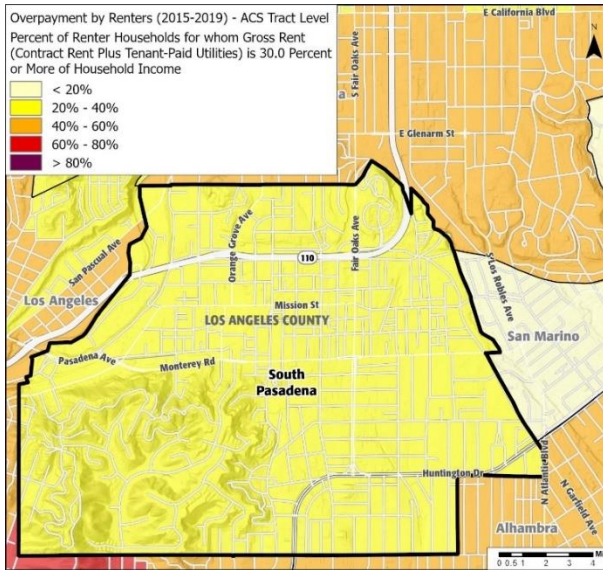 Overpayment by Renters (2015-2019) - ACS Tract Level
Percent of Renter Households for whom Gross Rent
(Contract Rent Plus Tenant-Paid Utilities) is 30.0 Percent
or More of Household Income
< 20%
20% - 40%
40% - 60%
60% - 80%
> 80%
E California Blvd
S Fair Oaks Ave
a
N
E Glenarm St
San Pascual Ave
Orange Grove Ave
Fair Oaks Ave
110
S Los Robles Ave
Los Angeles
Mission St
LOS ANGELES COUNTY
San Marino
Pasadena Ave
Monterey Rd
South
Pasadena
Huntington Dr
N Atlantic Blvd
N Garfield Ave
Alhambra
0 0.5 1 2 3 4